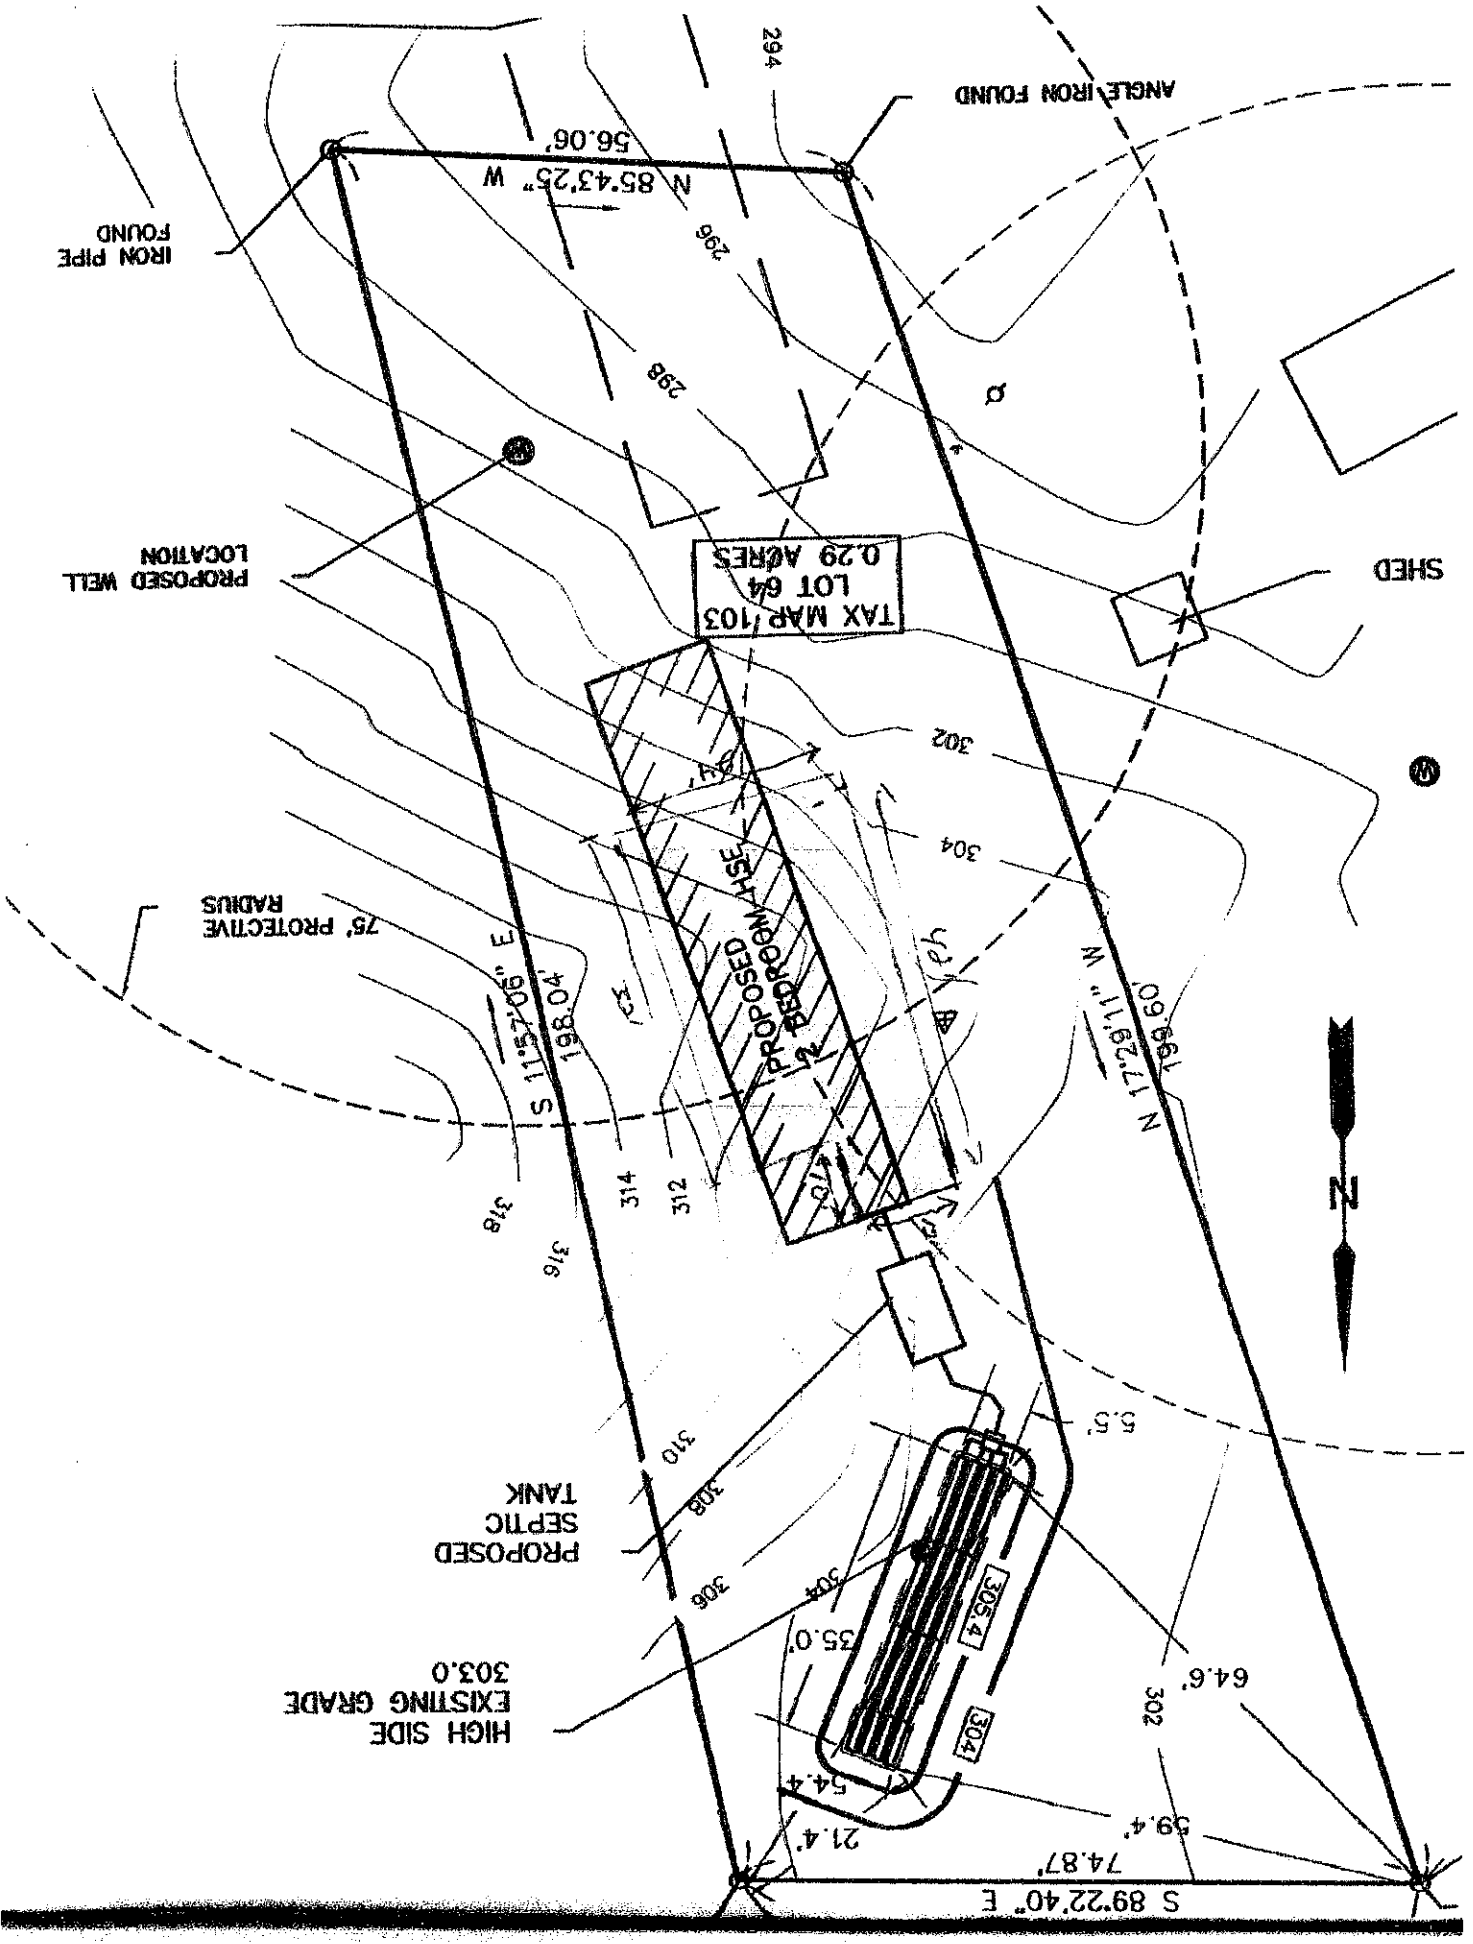 S 89°22'40" E
74.87'
59.4'
21.4'
54.4
64.6'
302
304
305.4
35.0'
304
HIGH SIDE
EXISTING GRADE
303.0
306
308
310
PROPOSED
SEPTIC
TANK
5.5'
316
318
314
312
N
10'
N 17°29'11" W
199.60'
S 11°57'06" E
198.04'
PROPOSED
2 BEDROOM HSE
75' PROTECTIVE
RADIUS
304
302
W
TAX MAP 103
LOT 64
0.29 ACRES
SHED
PROPOSED WELL
LOCATION
W
298
296
IRON PIPE
FOUND
N 85°43'25" W
56.06'
ANGLE IRON FOUND
294